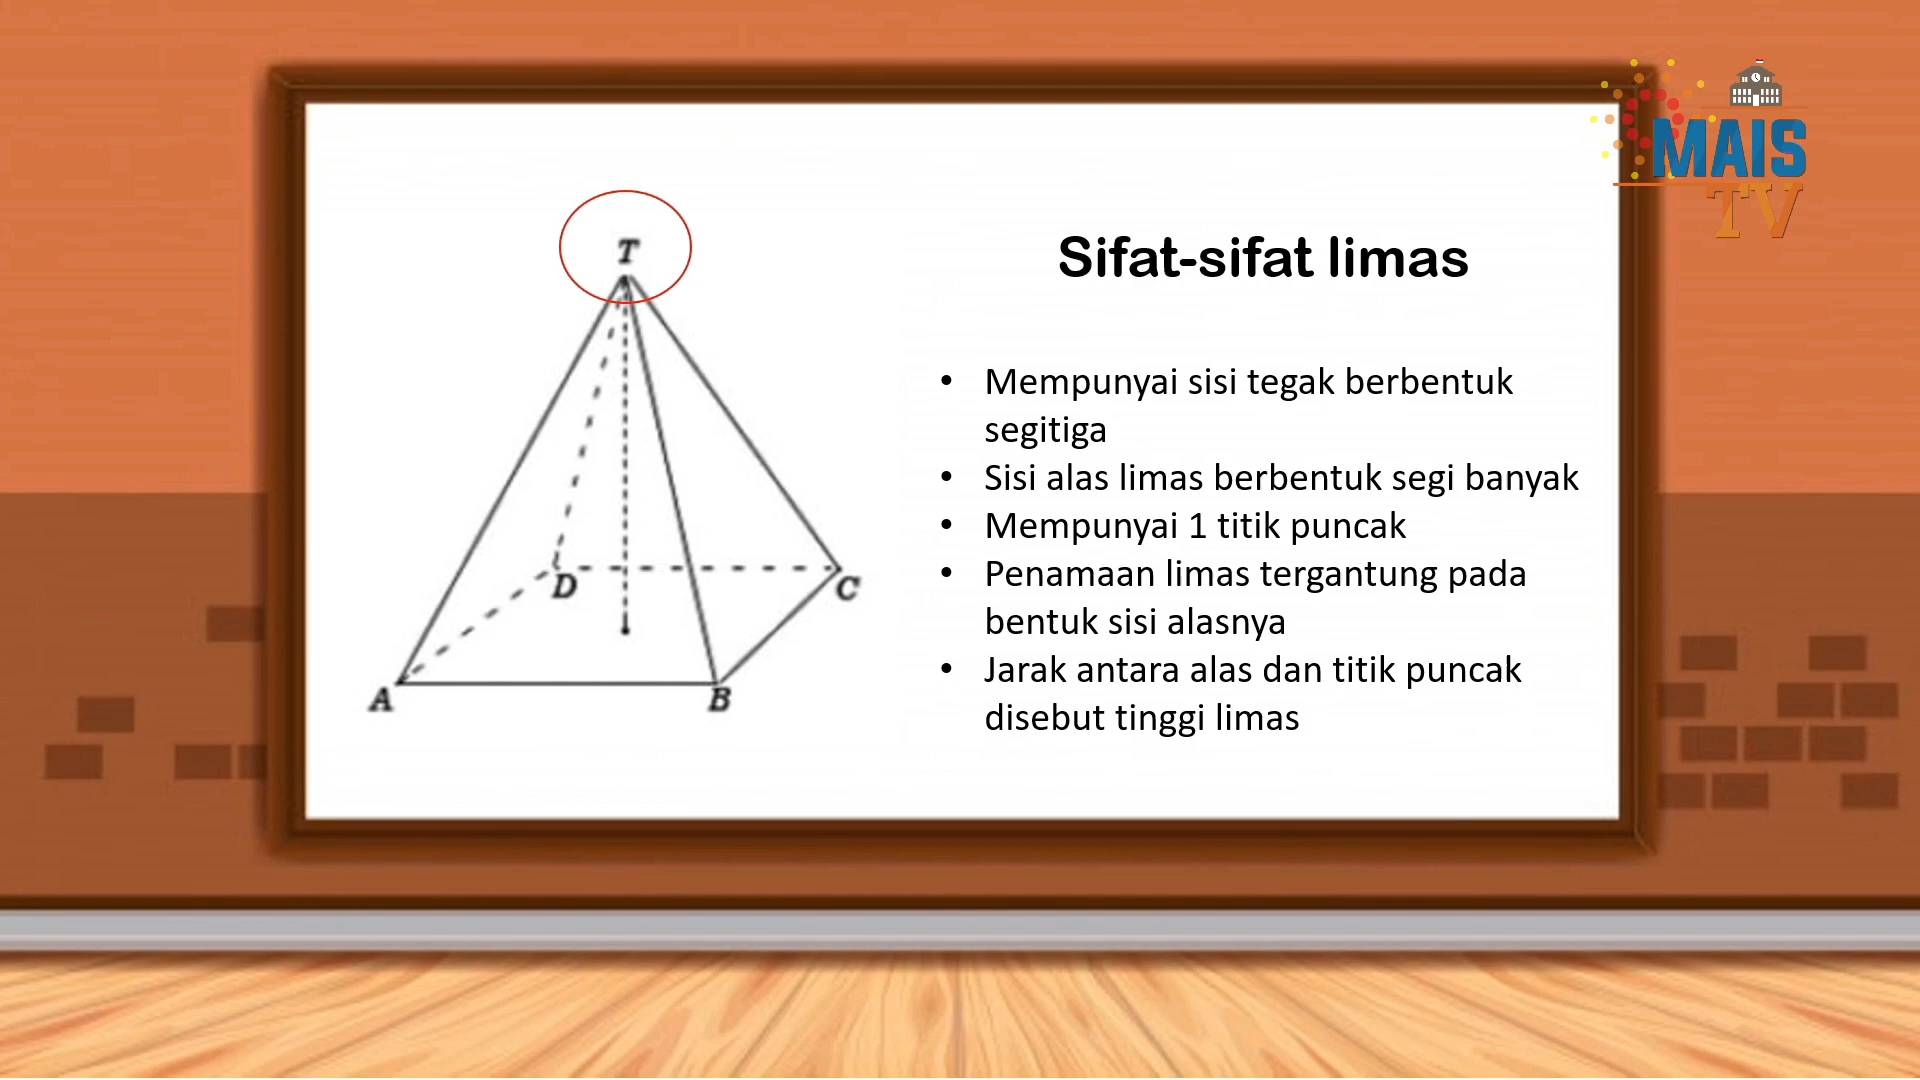 MAIS
TV
T
Sifat-sifat limas
• Mempunyai sisi tegak berbentuk
segitiga
• Sisi alas limas berbentuk segi banyak
• Mempunyai 1 titik puncak
• Penamaan limas tergantung pada
bentuk sisi alasnya
• Jarak antara alas dan titik puncak
disebut tinggi limas
D
C
A
B